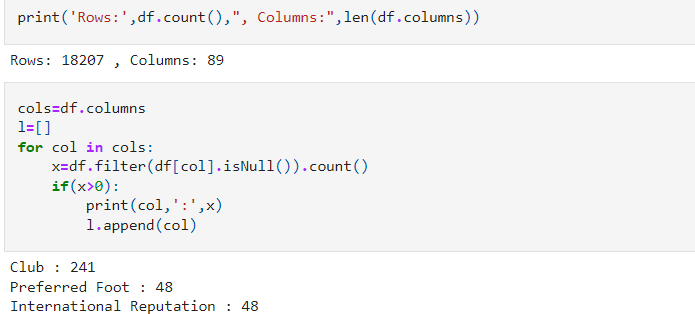 print('Rows:',df.count(),", Columns:",len(df.columns))
Rows: 18207 , Columns: 89
cols=df.columns
l=[]
for col in cols:
    x=df.filter(df[col].isNull()).count()
    if(x>0):
        print(col,':',x)
        l.append(col)
Club : 241
Preferred Foot : 48
International Reputation : 48